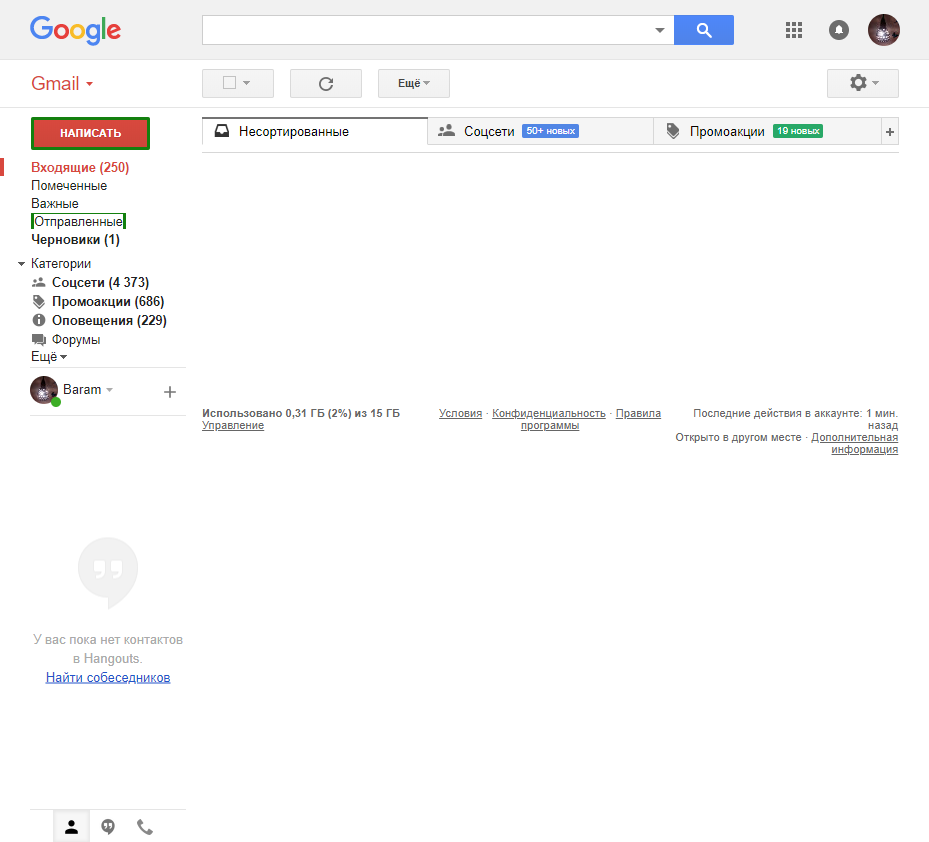 Google
Gmail
Ещё
НАПИСАТЬ
Входящие (250)
Помеченные
Важные
Отправленные
Черновики (1)
Категории
Соцсети (4 373)
Промоакции (686)
Оповещения (229)
Форумы
Ещё
Baram
Несортированные
Соцсети 50+ новых
Промоакции 19 новых
+
Использовано 0,31 ГБ (2%) из 15 ГБ
Управление
Условия · Конфиденциальность · Правила
программы
Последние действия в аккаунте: 1 мин.
назад
Открыто в другом месте · Дополнительная
информация
У вас пока нет контактов
в Hangouts.
Найти собеседников